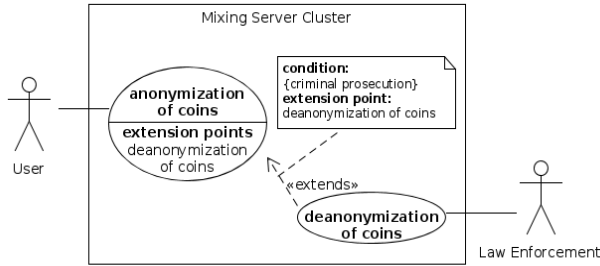 Mixing Server Cluster
anonymization
of coins
extension points
deanonymization
of coins
condition:
{criminal prosecution}
extension point:
deanonymization of coins
User
«extends»
deanonymization
of coins
Law Enforcement